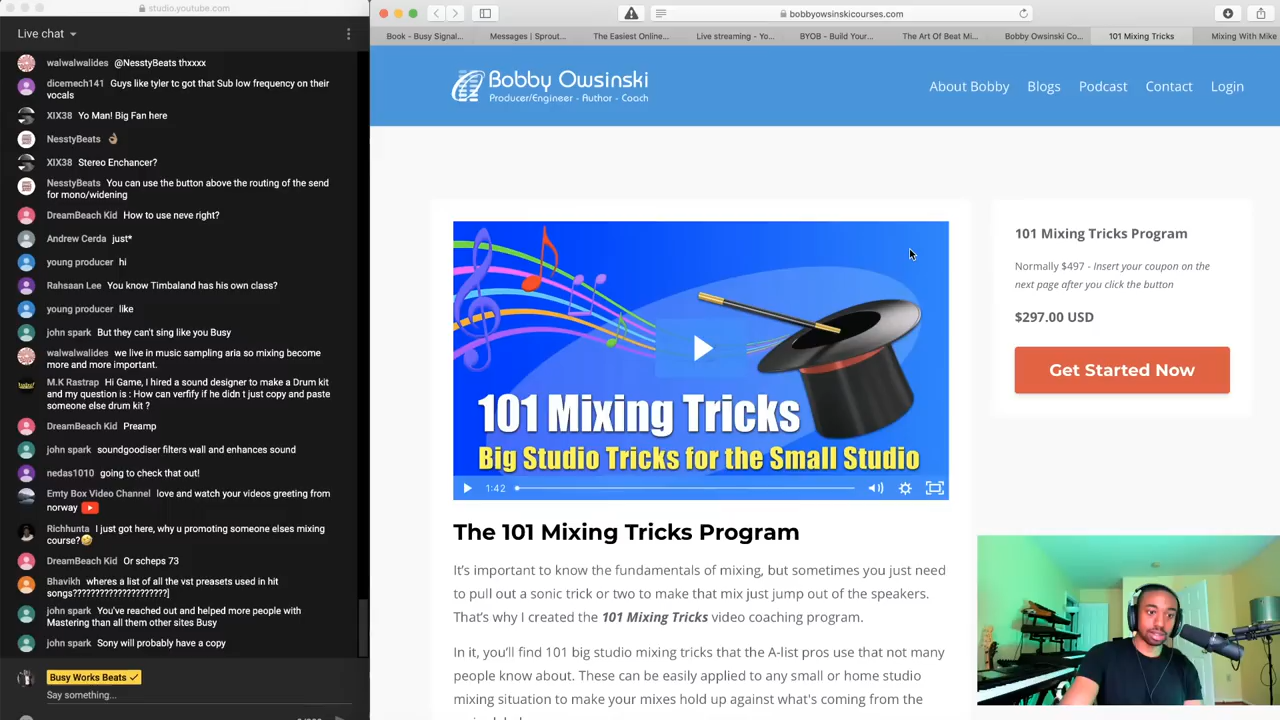 studio.youtube.com
Live chat
walwalwalides @NesstyBeats thxxxx
dicemech141 Guys like tyler tc got that Sub low frequency on their
vocals
XIX38 Yo Man! Big Fan here
NesstyBeats 👌🏽
XIX38 Stereo Enchancer?
NesstyBeats You can use the button above the routing of the send
for mono/widening
DreamBeach Kid How to use neve right?
Andrew Cerda just*
young producer hi
Rahsaan Lee You know Timbaland has his own class?
young producer like
john spark But they can't sing like you Busy
walwalwalides we live in music sampling aria so mixing become
more and more important.
M.K Rastrap Hi Game, I hired a sound designer to make a Drum kit
and my question is : How can verfify if he didn t just copy and paste
someone else drum kit ?
DreamBeach Kid Preamp
john spark soundgoodiser filters wall and enhances sound
nedas1010 going to check that out!
Emty Box Video Channel love and watch your videos greeting from
norway
Richhunta I just got here, why u promoting someone elses mixing
course?🤣
DreamBeach Kid Or scheps 73
Bhavikh wheres a list of all the vst preasets used in hit
songs????????????????????]
john spark You've reached out and helped more people with
Mastering than all them other sites Busy
john spark Sony will probably have a copy
Busy Works Beats
Say something...
bobbyowsinskicourses.com
Book - Busy Signal...
Messages | Sprout...
The Easiest Online...
Live streaming - Yo...
BYOB - Build Your...
The Art Of Beat Mi...
Bobby Owsinski Co...
101 Mixing Tricks
Mixing With Mike
Bobby Owsinski
Producer/Engineer - Author - Coach
About Bobby
Blogs
Podcast
Contact
Login
101 Mixing Tricks
Big Studio Tricks for the Small Studio
1:42
The 101 Mixing Tricks Program
It's important to know the fundamentals of mixing, but sometimes you just need
to pull out a sonic trick or two to make that mix just jump out of the speakers.
That's why I created the 101 Mixing Tricks video coaching program.
In it, you'll find 101 big studio mixing tricks that the A-list pros use that not many
people know about. These can be easily applied to any small or home studio
mixing situation to make your mixes hold up against what's coming from the
101 Mixing Tricks Program
Normally $497 - Insert your coupon on the
next page after you click the button
$297.00 USD
Get Started Now